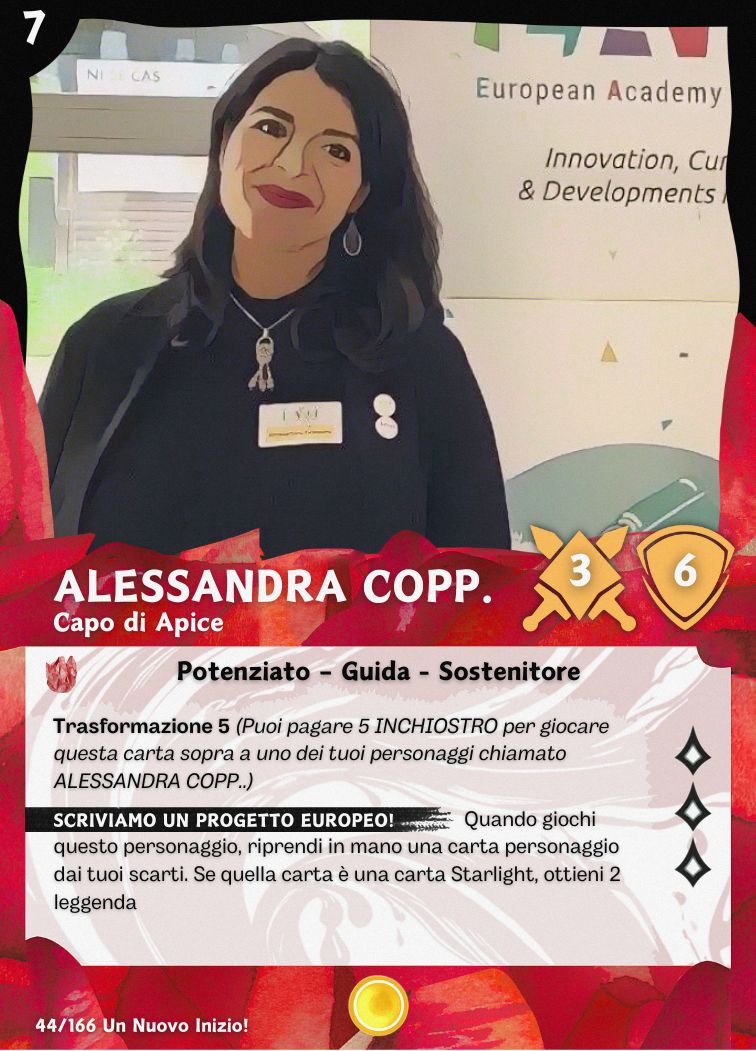 7
NI CAS
European Academy
Innovation, Cur
& Developments
3
6
ALESSANDRA COPP.
Capo di Apice
Potenziato – Guida - Sostenitore
Trasformazione 5 (Puoi pagare 5 INCHIOSTRO per giocare
questa carta sopra a uno dei tuoi personaggi chiamato
ALESSANDRA COPP..)
SCRIVIAMO UN PROGETTO EUROPEO! Quando giochi
questo personaggio, riprendi in mano una carta personaggio
dai tuoi scarti. Se quella carta è una carta Starlight, ottieni 2
leggenda
44/166 Un Nuovo Inizio!